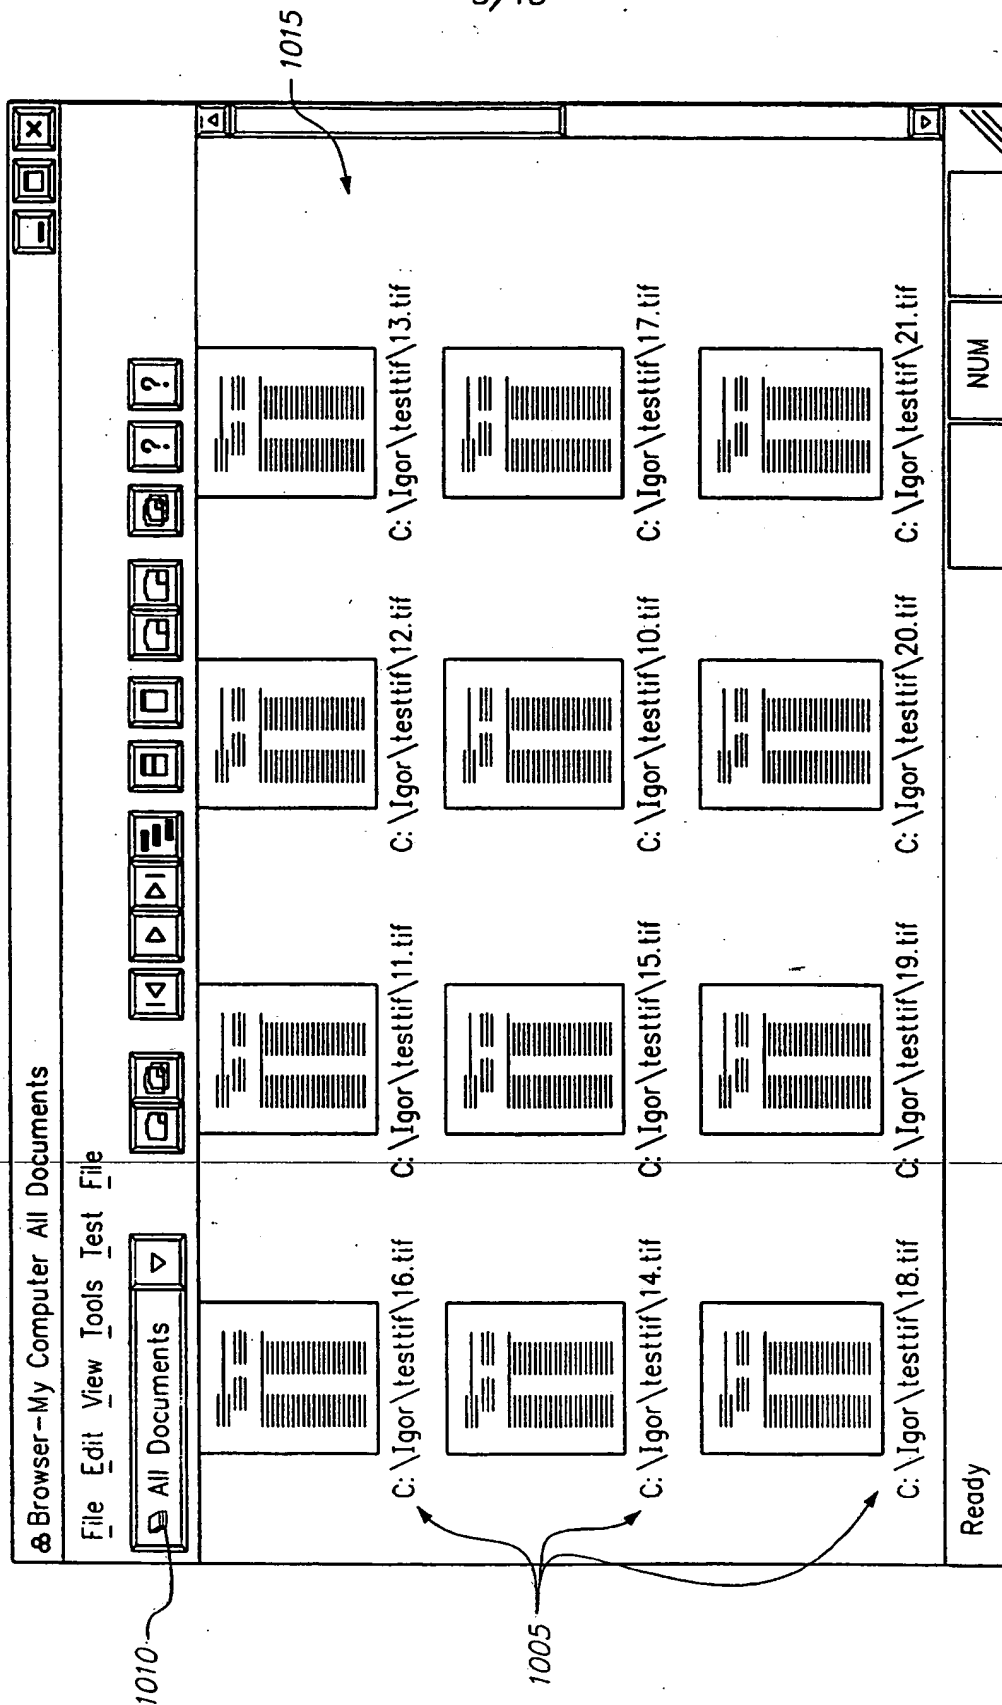 1015
& Browser-My Computer All Documents
File Edit View Tools Test File
1010
All Documents
? ?
C:\Igor\testtif\16.tif C:\Igor\testtif\11.tif C:\Igor\testtif\12.tif C:\Igor\testtif\13.tif
1005
C:\Igor\testtif\14.tif C:\Igor\testtif\15.tif C:\Igor\testtif\10.tif C:\Igor\testtif\17.tif
C:\Igor\testtif\18.tif C:\Igor\testtif\19.tif C:\Igor\testtif\20.tif C:\Igor\testtif\21.tif
Ready NUM